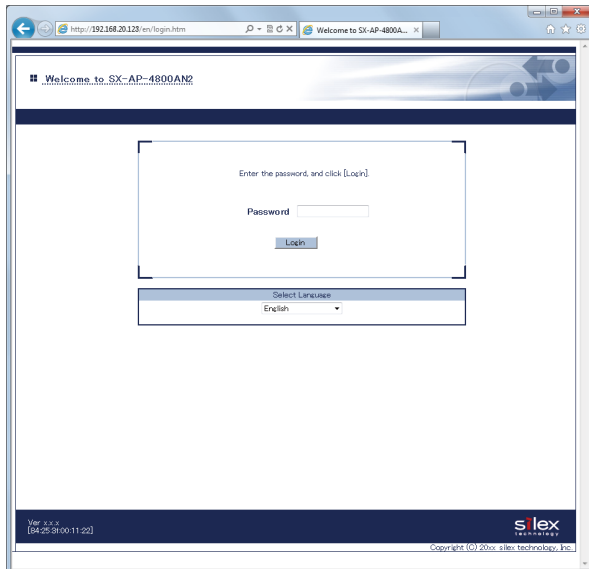 http://192.168.20.123/en/login.htm
Welcome to SX-AP-4800A...
Welcome to SX-AP-4800AN2
Enter the password, and click [Login].
Password
Login
Select Language
English
Ver x.x.x
[84:25:3f:00:11:22]
silex
technology
Copyright (C) 20xx silex technology, Inc.